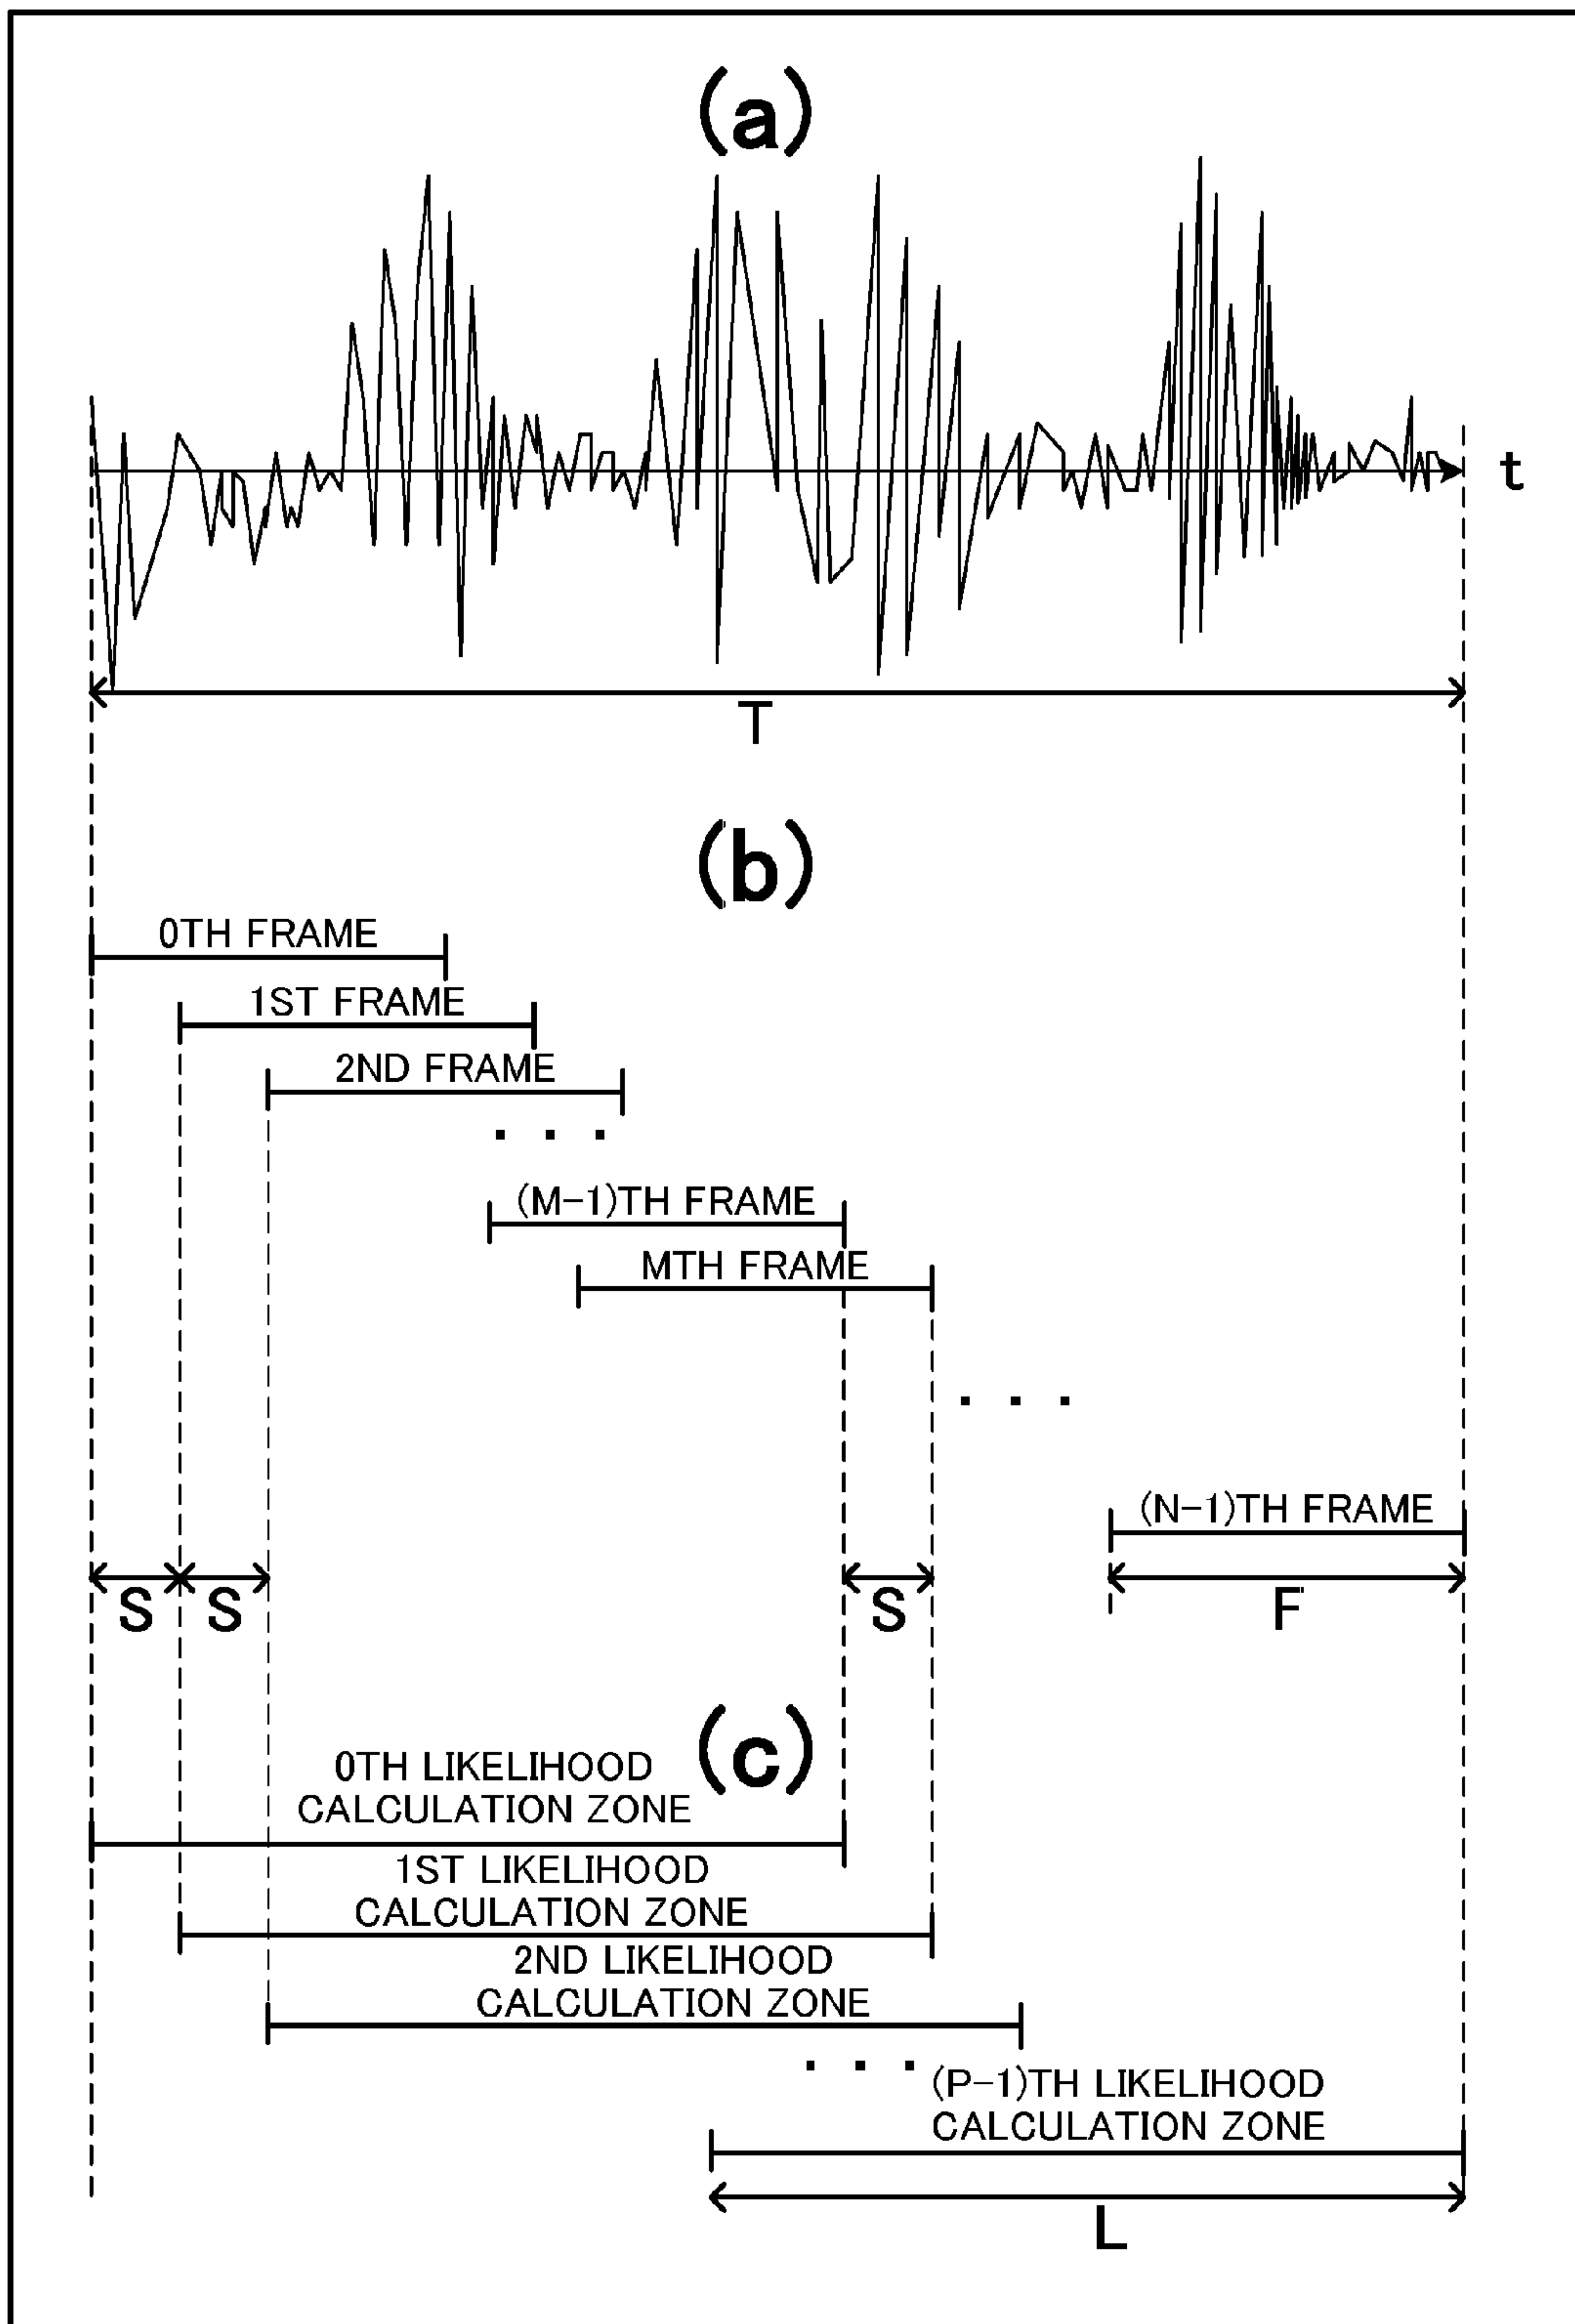 (a)
t
T
(b)
0TH FRAME
1ST FRAME
2ND FRAME
. . .
(M-1)TH FRAME
MTH FRAME
. . .
(N-1)TH FRAME
S S S F
(c)
0TH LIKELIHOOD
CALCULATION ZONE
1ST LIKELIHOOD
CALCULATION ZONE
2ND LIKELIHOOD
CALCULATION ZONE
. . .
(P-1)TH LIKELIHOOD
CALCULATION ZONE
L